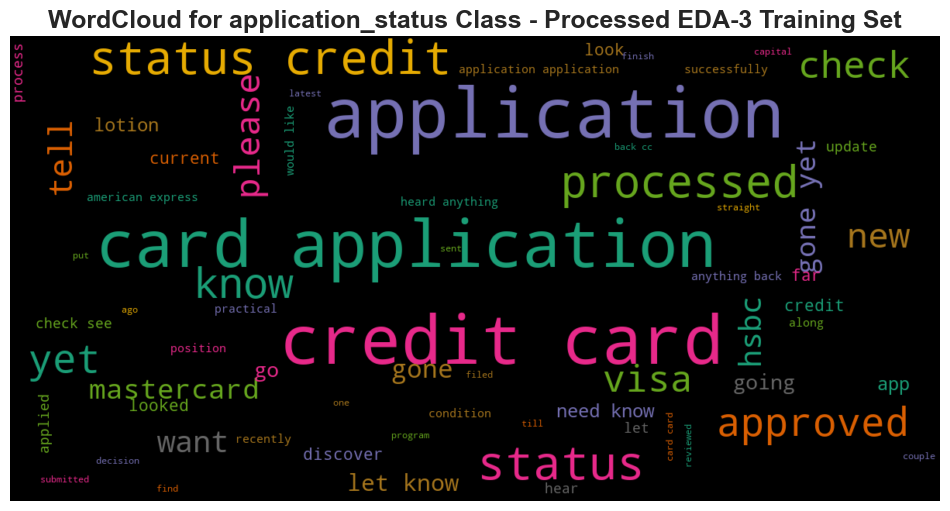 WordCloud for application_status Class - Processed EDA-3 Training Set
process
status credit
look
finish
capital
application application
successfully
check
latest
please
would like
application
lotion
tell
current
back cc
gone yet
update
processed
american express
heard anything
straight
new
card application
put
sent
know
anything back
far
ago
practical
hsbc
credit
along
check see
credit card
position
yet
go
gone
filed
visa
going
app
mastercard
looked
applied
one
condition
need know
till
let
card card
reviewed
approved
want
recently
program
decision
discover
status
couple
submitted
find
let know
hear